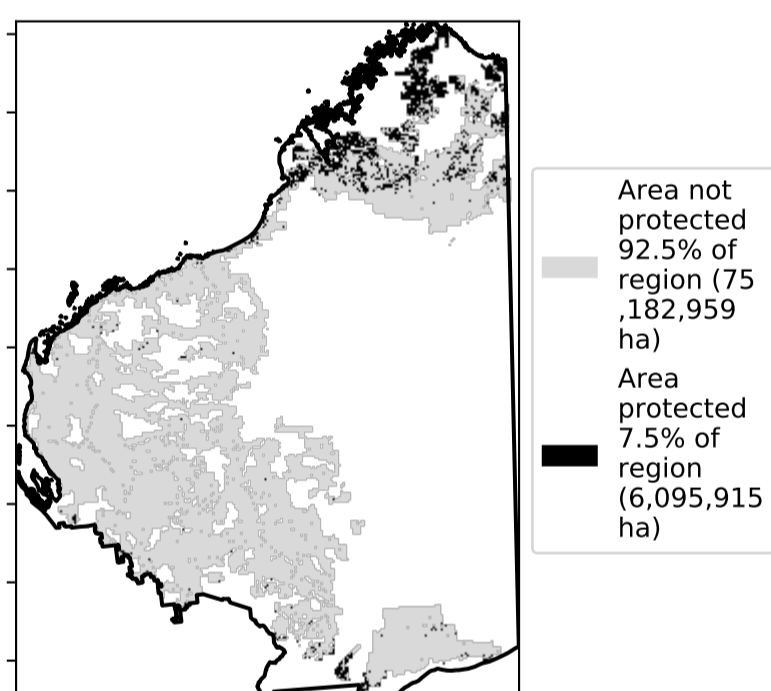 Area not
protected
92.5% of
region (75
,182,959
ha)
Area
protected
7.5% of
region
(6,095,915
ha)